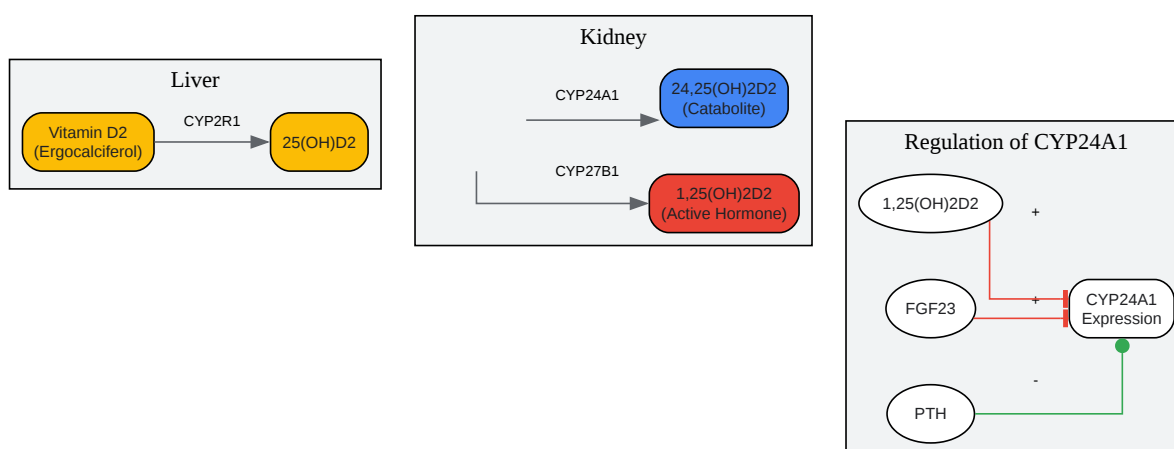 Liver
Vitamin D2
(Ergocalciferol)
CYP2R1
25(OH)D2
Kidney
CYP24A1
24,25(OH)2D2
(Catabolite)
CYP27B1
1,25(OH)2D2
(Active Hormone)
Regulation of CYP24A1
1,25(OH)2D2
+
FGF23
+
CYP24A1
Expression
PTH
-